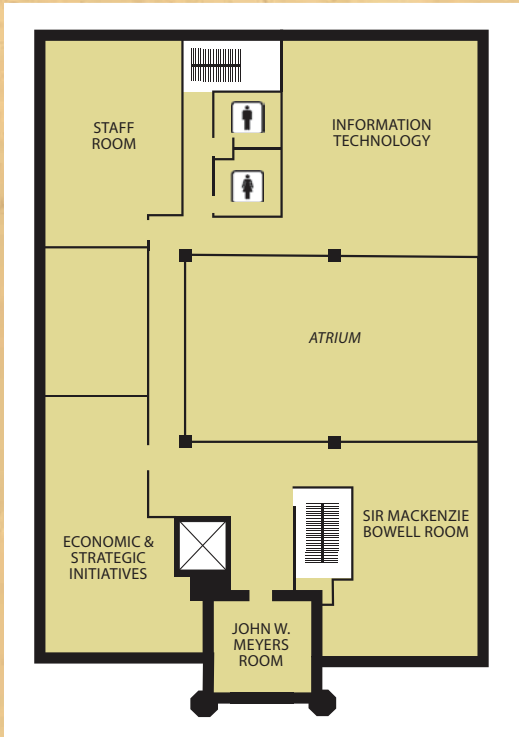 STAFF
ROOM
INFORMATION
TECHNOLOGY
ATRIUM
SIR MACKENZIE
BOWELL ROOM
ECONOMIC &
STRATEGIC
INITIATIVES
JOHN W.
MEYERS
ROOM